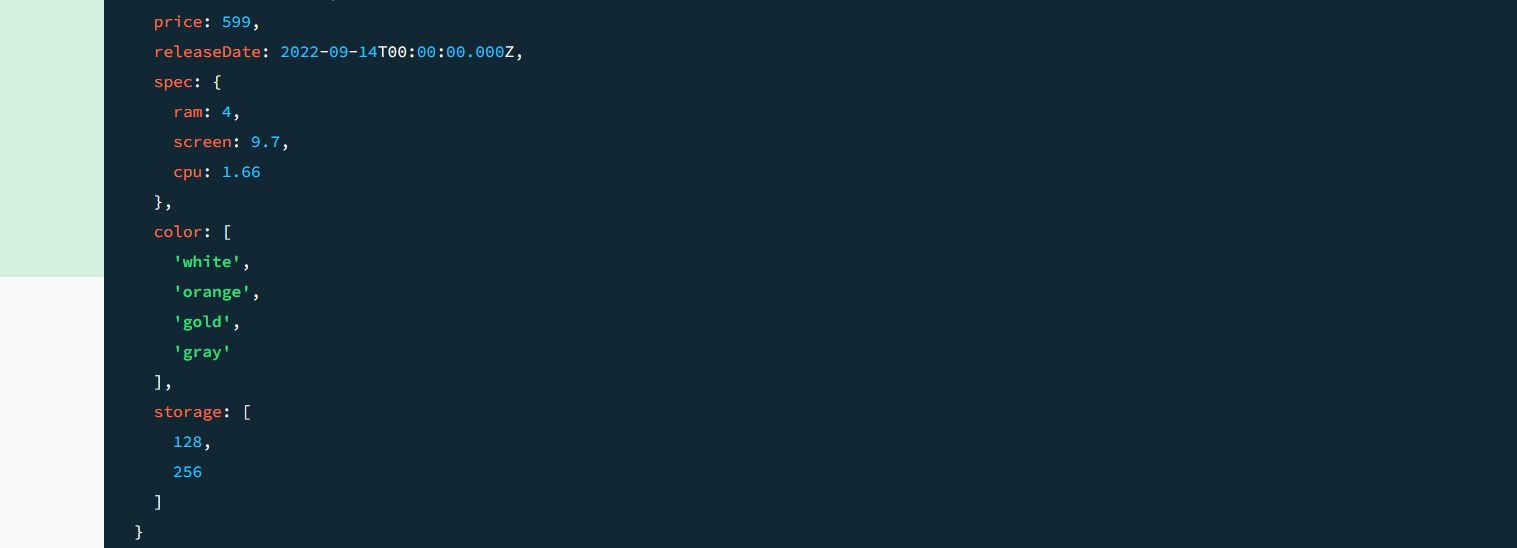 price: 599,
releaseDate: 2022-09-14T00:00:00.000Z,
spec: {
ram: 4,
screen: 9.7,
cpu: 1.66
},
color: [
'white',
'orange',
'gold',
'gray'
],
storage: [
128,
256
]
}